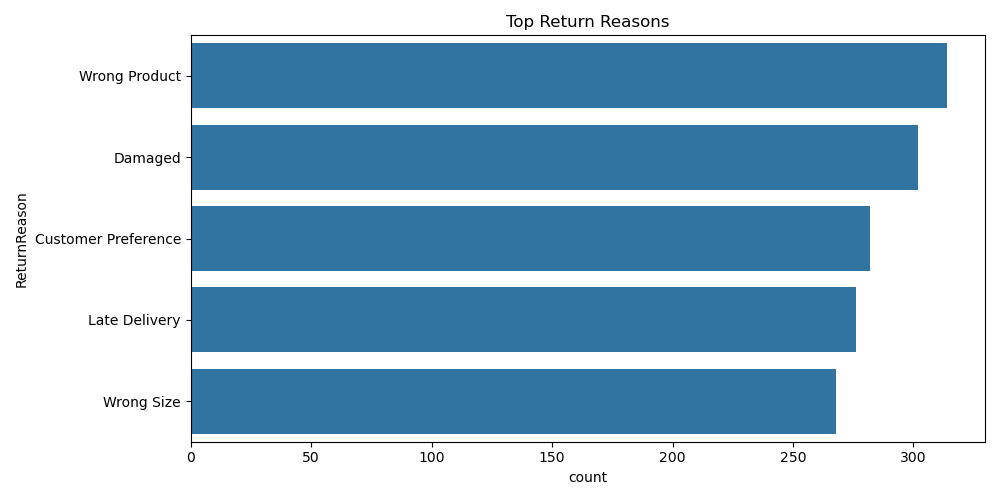 Top Return Reasons
ReturnReason
Wrong Product
Damaged
Customer Preference
Late Delivery
Wrong Size
0 50 100 150 200 250 300
count